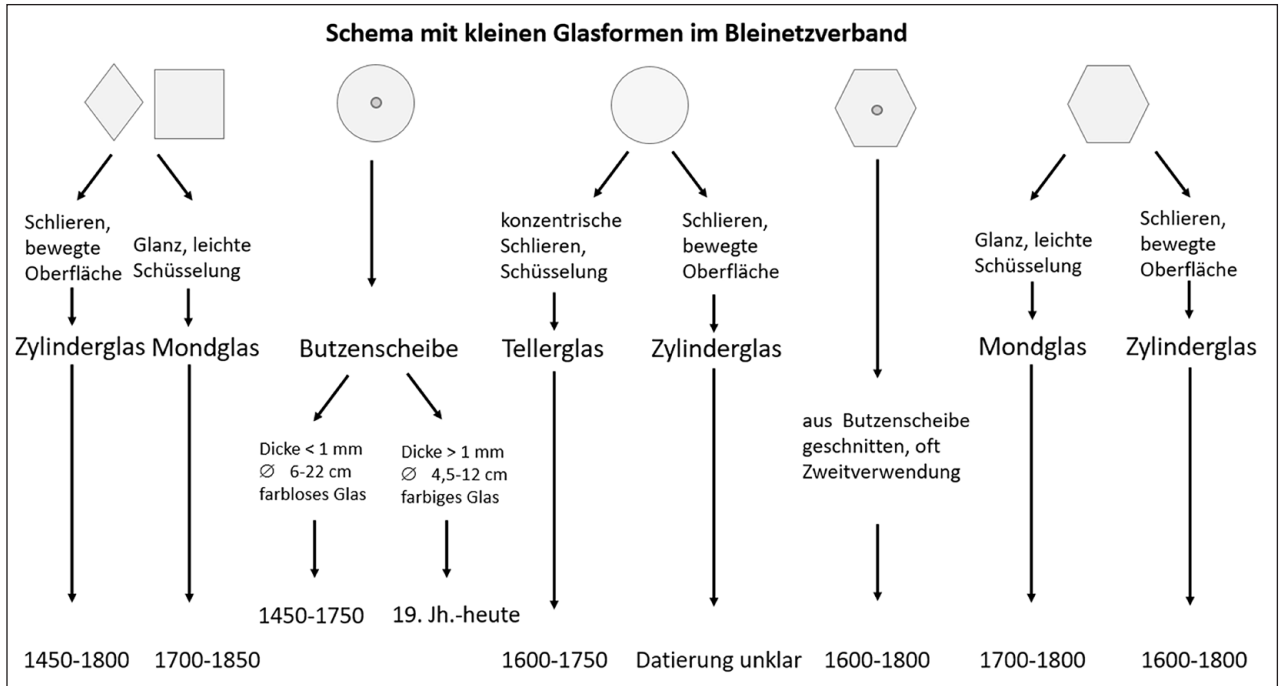 Schema mit kleinen Glasformen im Bleinetzverband
Schlieren,
bewegte
Oberfläche
Glanz, leichte
Schüsselung
konzentrische
Schlieren,
Schüsselung
Schlieren,
bewegte
Oberfläche
Glanz, leichte
Schüsselung
Schlieren,
bewegte
Oberfläche
Zylinderglas
Mondglas
Butzenscheibe
Tellerglas
Zylinderglas
Mondglas
Zylinderglas
Dicke < 1 mm
∅ 6-22 cm
farbloses Glas
Dicke > 1 mm
∅ 4,5-12 cm
farbiges Glas
aus Butzenscheibe
geschnitten, oft
Zweitverwendung
1450-1750
19. Jh.-heute
1450-1800
1700-1850
1600-1750
Datierung unklar
1600-1800
1700-1800
1600-1800